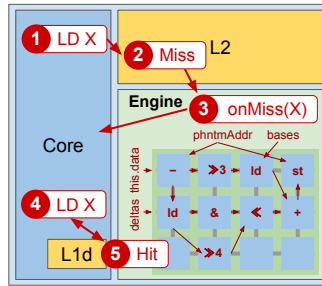 1 LD X
L2
2 Miss
Engine
3 onMiss(X)
phntmAddr bases
Core
this.data
− ≫3 ld st
deltas
ld & ≪ +
4 LD X
≫4
L1d
5 Hit